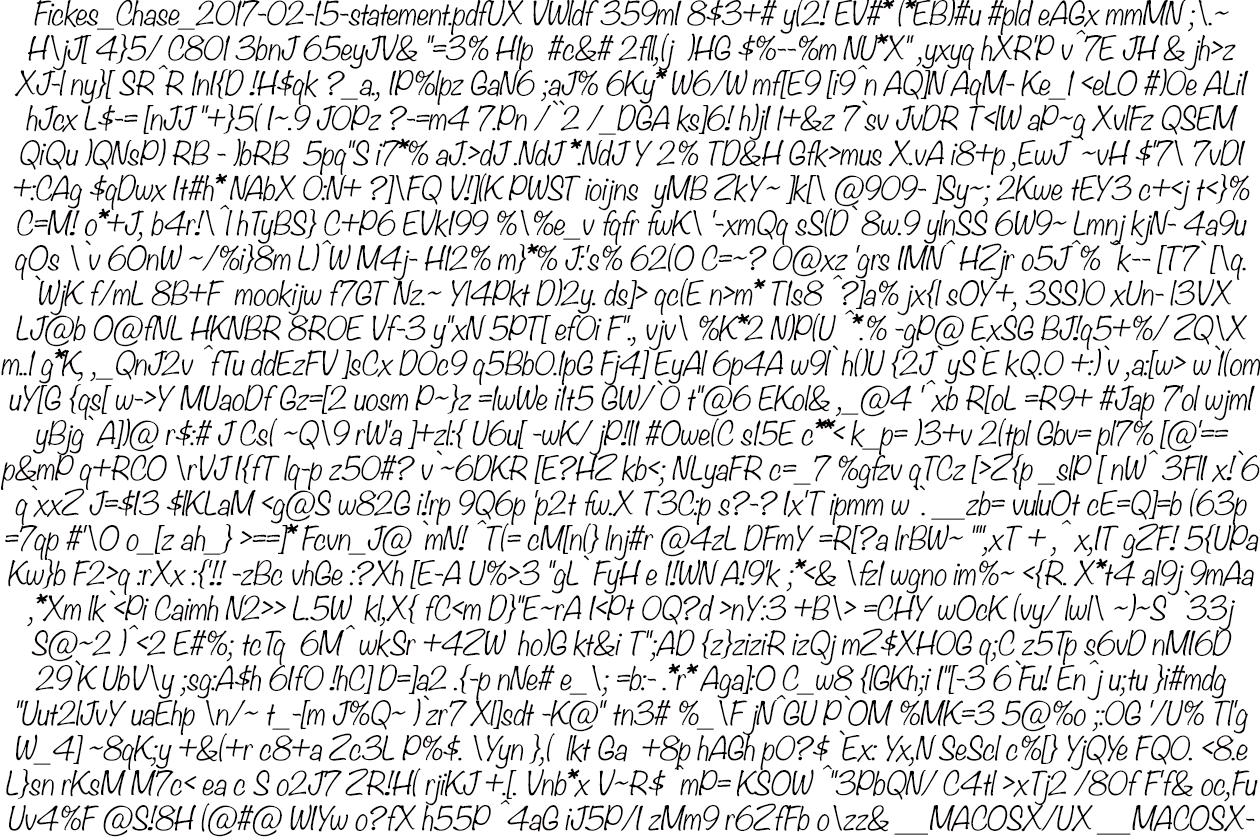 Fickes_Chase_2017-02-15-statement.pdfUX VWldf 359ml 8$3+# y(2! EV#* (*EB)#u #pld eAGx mmMN ;\.~
H\jJ[ 4}5/ C80l 3bnJ 65eyJV& "=3% Hlp #c&# 2fll,(j )HG $%--%m NU*X" ,yxyq hXR'P v^7E JH & jh>z
XJ-l ny}[ SR^R lnl{D !H$qk ?_a., lP%lpz GaN6 ;aJ% 6Ky* W6/W mf[E9 [i9^n AQ]N AqM- Ke_l <eLO #)0e ALil
hJcx L$-= [nJJ "+}5( l~.9 JOPz ?-=m4 7.Pn /``2 /_DGA ks]6! h)jl l+&z 7`sv JvDR T<lW aP~g XvlFz QSEM
QiQu )QNsP) RB - )bRB 5pq"S i7*% aJ.>dJ .NdJ *.NdJ Y 2% TD&H Gfk>mus X.vA i8+p ,EwJ ^~vH $"7\ 7vDl
+:CAg $qDwx lt#h* NAbX O:N+ ?]\FQ V!](K PWST ioijns yMB ZkY~ ]k[\ @909- ]Sy~; 2Kwe tEY3 c+<j t<}%
C=M! o*+J, b4r!\ ^lhTyBS} C+P6 EVkl99 %\%e_v fqfr fwK\ '-xmQq sS(D` 8w.9 ylnSS 6W9~ Lmnj kjN- 4a9u
qOs \`v 60nW ~/%i}8m L)^W M4j- Hl2% m}*% J:'s% 62(O C=~? O@xz 'grs lMN^ HZjr o5J^% ^k-- [T7`[\q.
`WjK f/mL 8B+F mookijw f7GT Nz.~ Yl4Pkt D)2y. ds]> qc(E n>m* Tls8 ^?]a% jx{l sOY+, 3SS)O xUn- l3VX
LJ@b O@fNL HKNBR 8ROE Vf-3 y"xN 5PT[ efOi F"., vjv\ %K*2 N)P(U ^*.% -gP@ ExSG BJ!q5+%/ ZQ\X
m..l g*K, ,_QnJ2v ^fTu ddEzFV ]sCx DOc9 q5BbO.lpG Fj4] EyAl 6p4A w9l`h()U {2J`yS`E kQ.O +:)`v ,a:[w> w`l(om
uY[G {qs[ w->Y MUaoDf Gz=[2 uosm P~}z =lwWe ilt5 GW/`O t"@6 EKol& ,_@4 '^xb R[oL =R9+ #Jap 7'ol wjml
yBjg`A])@ r$:# J Cs( ~Q\9 rW'a ]+zl:{ U6u[ -wK/ jP!ll #Owe(C sl5E c**< k_p= )3+v 2(tpl Gbv= pl7% [@'==
p&mP q+RCO \rVJ l{fT lq-p z50#? v`~6DKR [E?HZ kb<; NLyaFR c=_7 %gfzv qTCz [>Z{p _slP [ nW^ 3Fll x!`6
q`xxZ J=$l3 $lKLaM <g@S w82G i!rp 9Q6p 'p2t fw.X T3C:p s?-? lx'T ipmm w `.__zb= vuluOt cE=Q]=b (63p
=7qp #'\O o_[z ah_} >==]* Fcvn_J@ `mN! ^T(= cM[n(} lnj#r @4zL DFmY =R[?a lrBW~ "",xT +,^ x,lT gZF! 5{UPa
Kw}b F2>q :rXx :{'!! -zBc vhGe :?Xh [E-A U%>3 "gL`FyH e l!WN A!9'k ;*<& \fzl wgno im%~ <{R. X*t4 al9j 9mAa
,*Xm lk`<Pi Caimh N2>> L.5W kl,X{ fC<m D}"E~rA l<Pt OQ?d >nY:3 +B\> =CHY wOcK (vy/ lwl\ ~)~S ``33j
S@~2 )^<2 E#%; tcTq 6M^ wkSr +4ZW ho)G kt&i T";AD {z}ziziR izQj mZ$XHOG q;C z5Tp s6vD nMl6D
29`K UbV\y ;sg:A$h 6lfO !hC] D=]a2 .{-p nNe# e_\; =b:- .*r* Aga]:O C_w8 {lGKh;i l"[-3 6`Fu! En^j u;tu }i#mdg
"Uut2lJvY uaEhp \n/~ t_-[m J%Q~ )`zr7 Xl]sdt -K@" tn3# %_\F jN^GU P`OM %MK=3 5@%o ;:OG '/U% Tl'g
W_4] ~8qK;y +&(+r c8+a Zc3L P%$. \Yyn },( lkt Ga +8p hAGh pO?$ `Ex: Yx,N SeScl c%[} YjQYe FQO. <8.e
L}sn rKsM M7c< ea c S o2J7 ZR!H( rjiKJ +[. Vnb*x V~R$ ^mP= KSOW ^"3PbQN/ C4tl >xTj2 /80f F'f& oc,Fu
Uv4%F @S!8H (@#@ WlYw o?fX h55P ^4aG iJ5P/l zMm9 r6ZfFb o\zz& __MACOSX/UX __MACOSX-